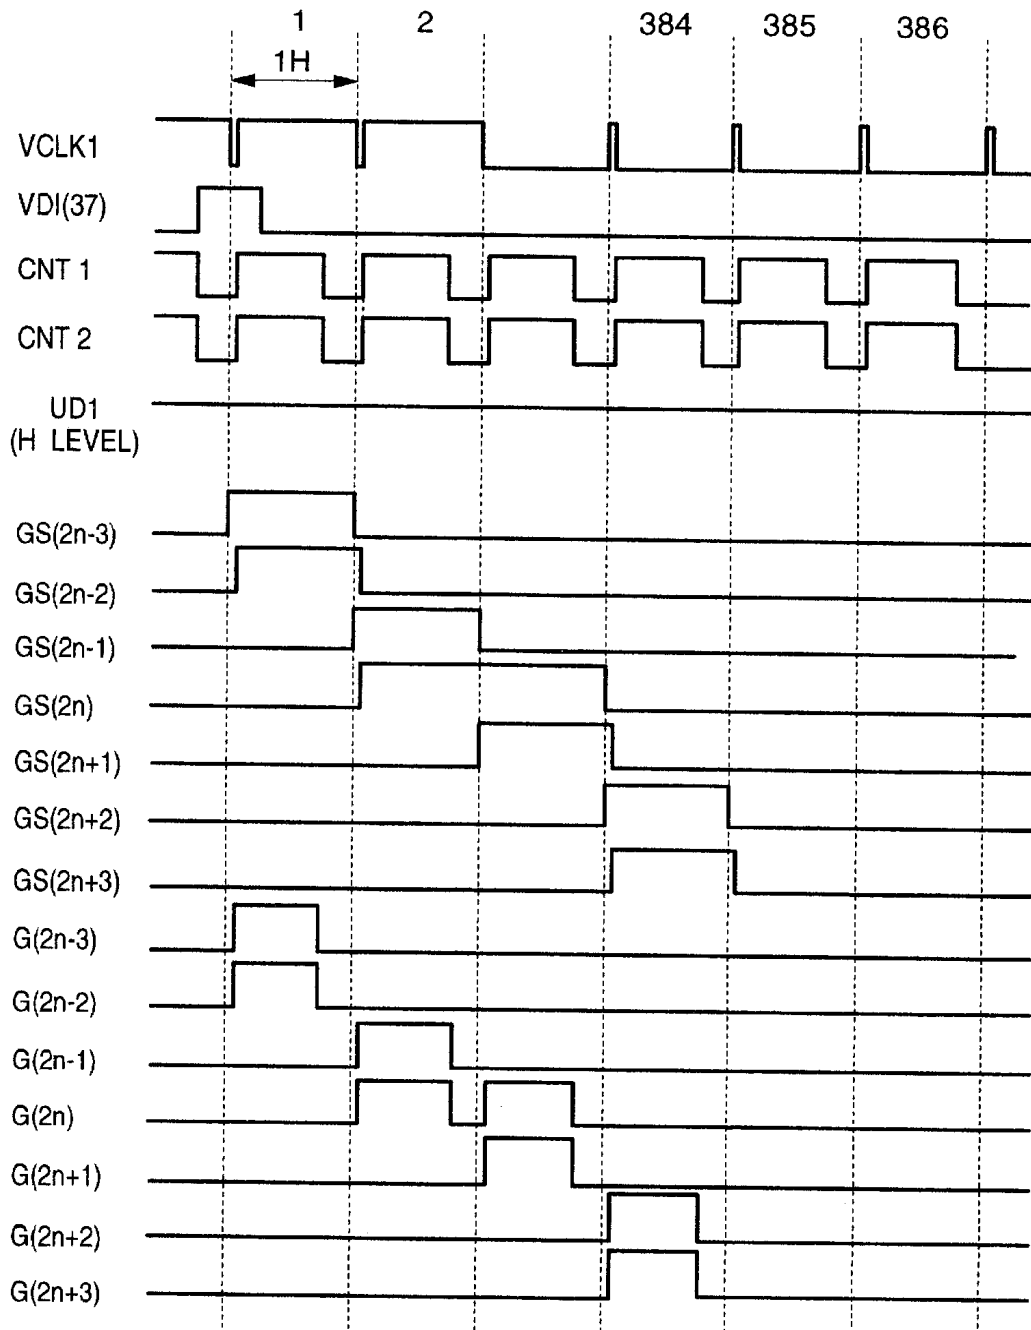 1 2 384 385 386
1H
VCLK1
VDI(37)
CNT 1
CNT 2
UD1
(H LEVEL)
GS(2n-3)
GS(2n-2)
GS(2n-1)
GS(2n)
GS(2n+1)
GS(2n+2)
GS(2n+3)
G(2n-3)
G(2n-2)
G(2n-1)
G(2n)
G(2n+1)
G(2n+2)
G(2n+3)